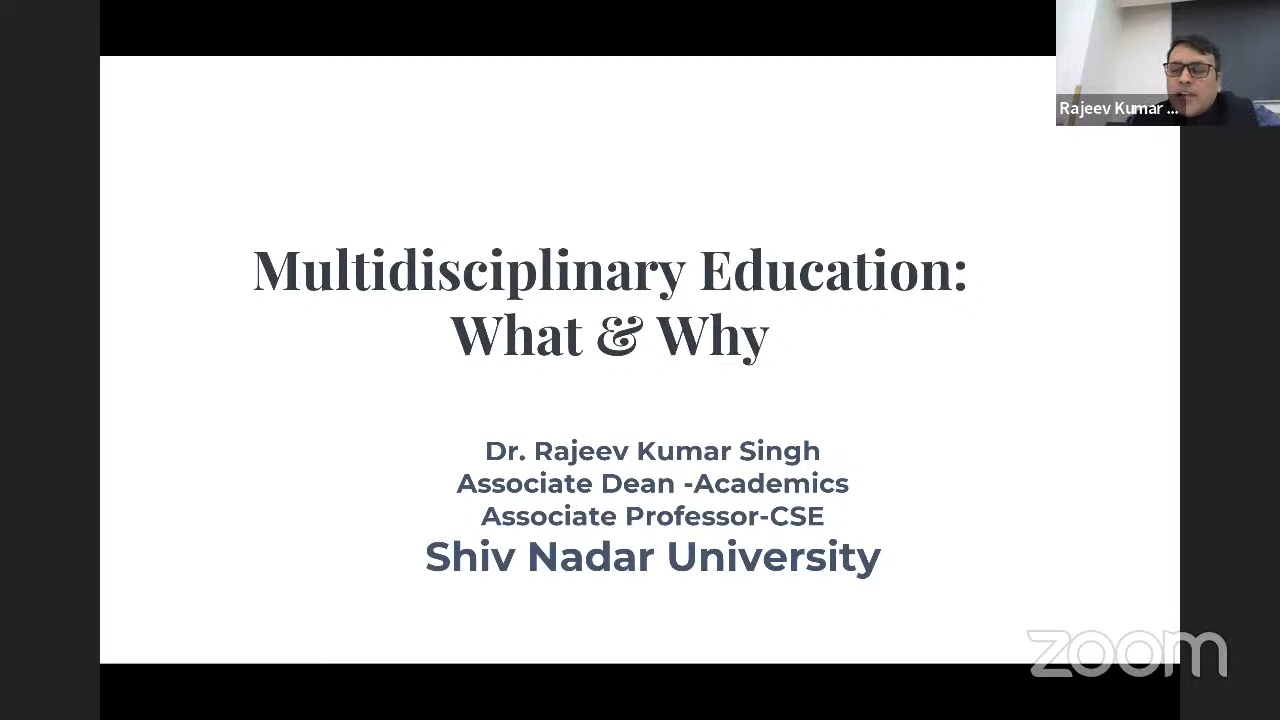 Rajeev Kumar ...
Multidisciplinary Education:
What & Why
Dr. Rajeev Kumar Singh
Associate Dean -Academics
Associate Professor-CSE
Shiv Nadar University
zoom